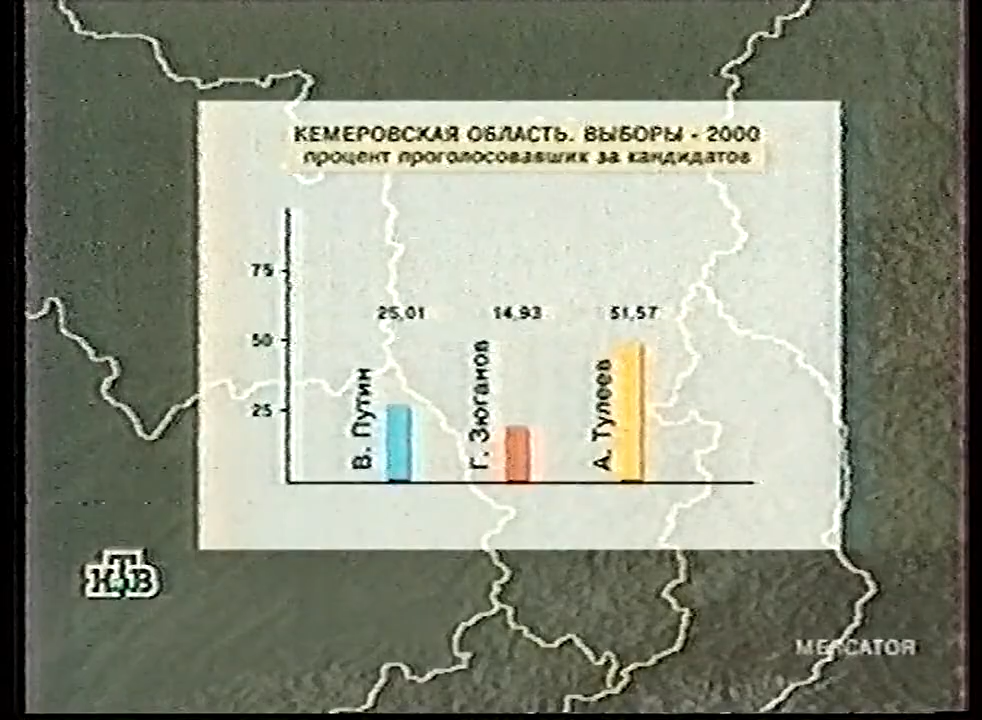 КЕМЕРОВСКАЯ ОБЛАСТЬ. ВЫБОРЫ - 2000
процент проголосовавших за кандидатов
75
50
25
25,01
14,93
51,57
В. Путин
Г. Зюганов
А. Тулеев
НТВ
MERCATOR